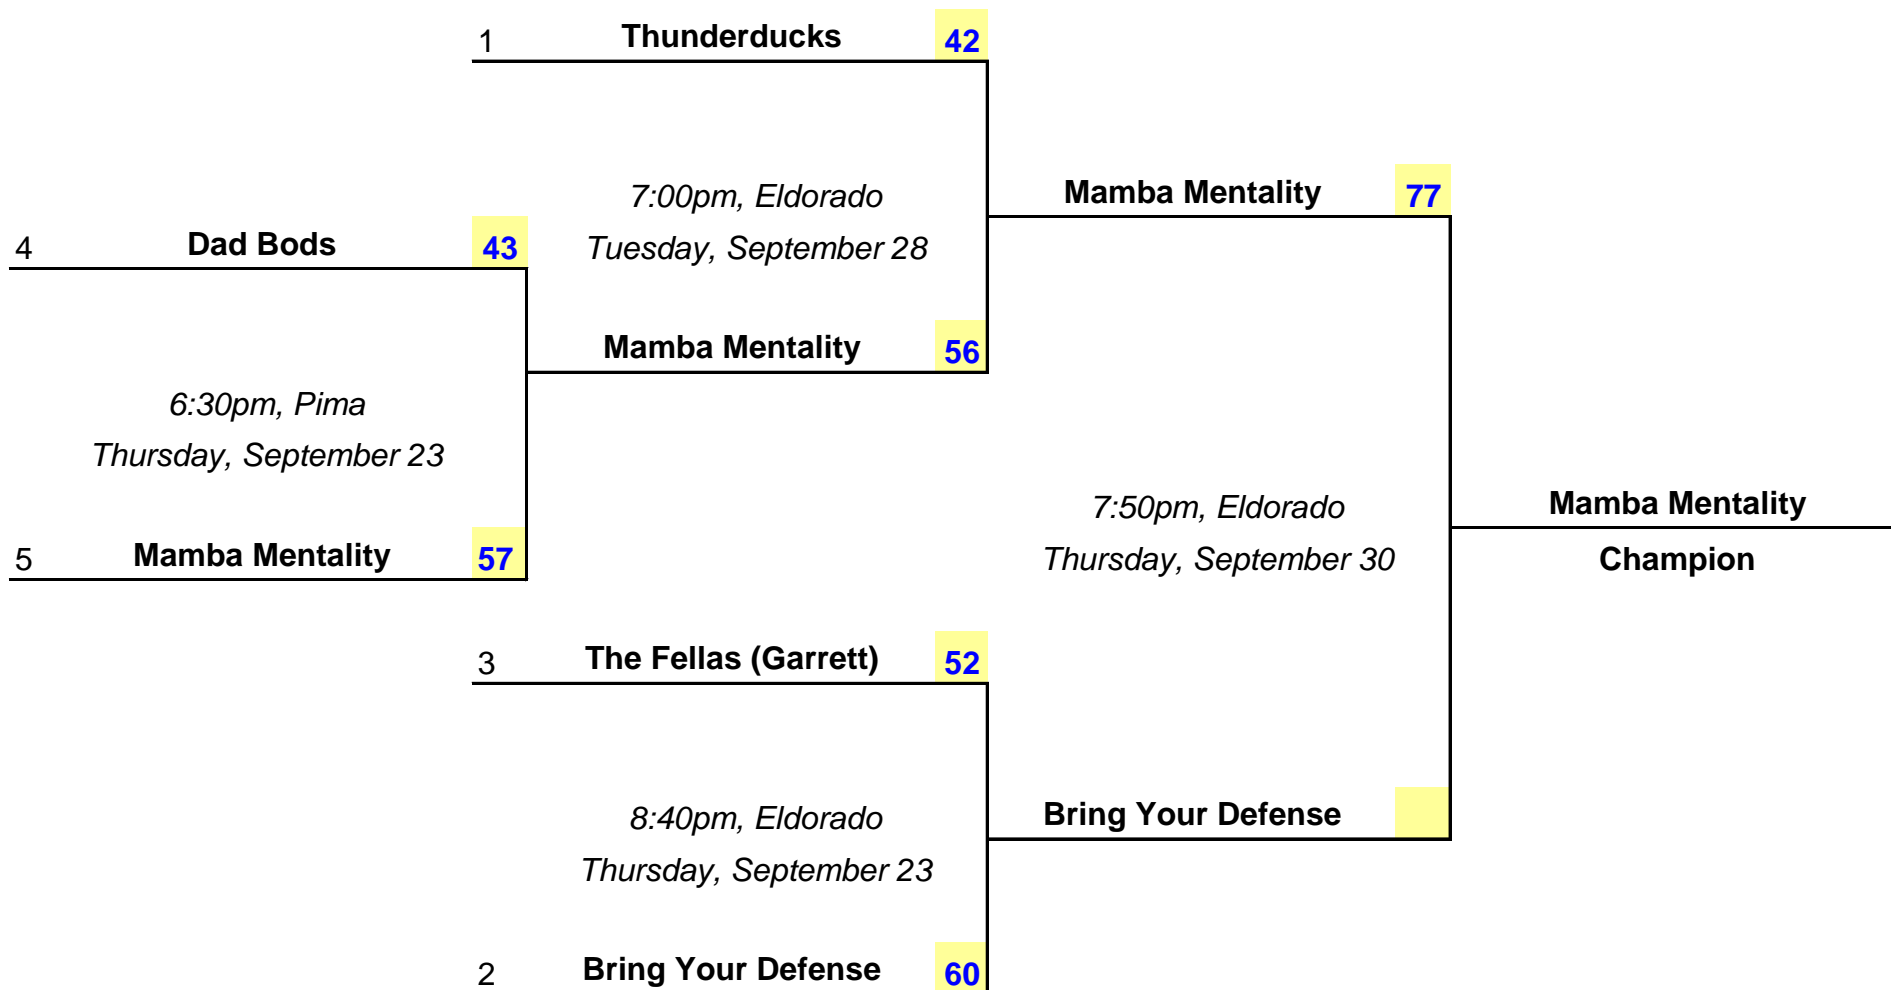 1 Thunderducks 42
7:00pm, Eldorado
Tuesday, September 28
Mamba Mentality 77
4 Dad Bods 43
Mamba Mentality 56
6:30pm, Pima
Thursday, September 23
5 Mamba Mentality 57
7:50pm, Eldorado
Thursday, September 30
Mamba Mentality
Champion
3 The Fellas (Garrett) 52
8:40pm, Eldorado
Thursday, September 23
Bring Your Defense
2 Bring Your Defense 60